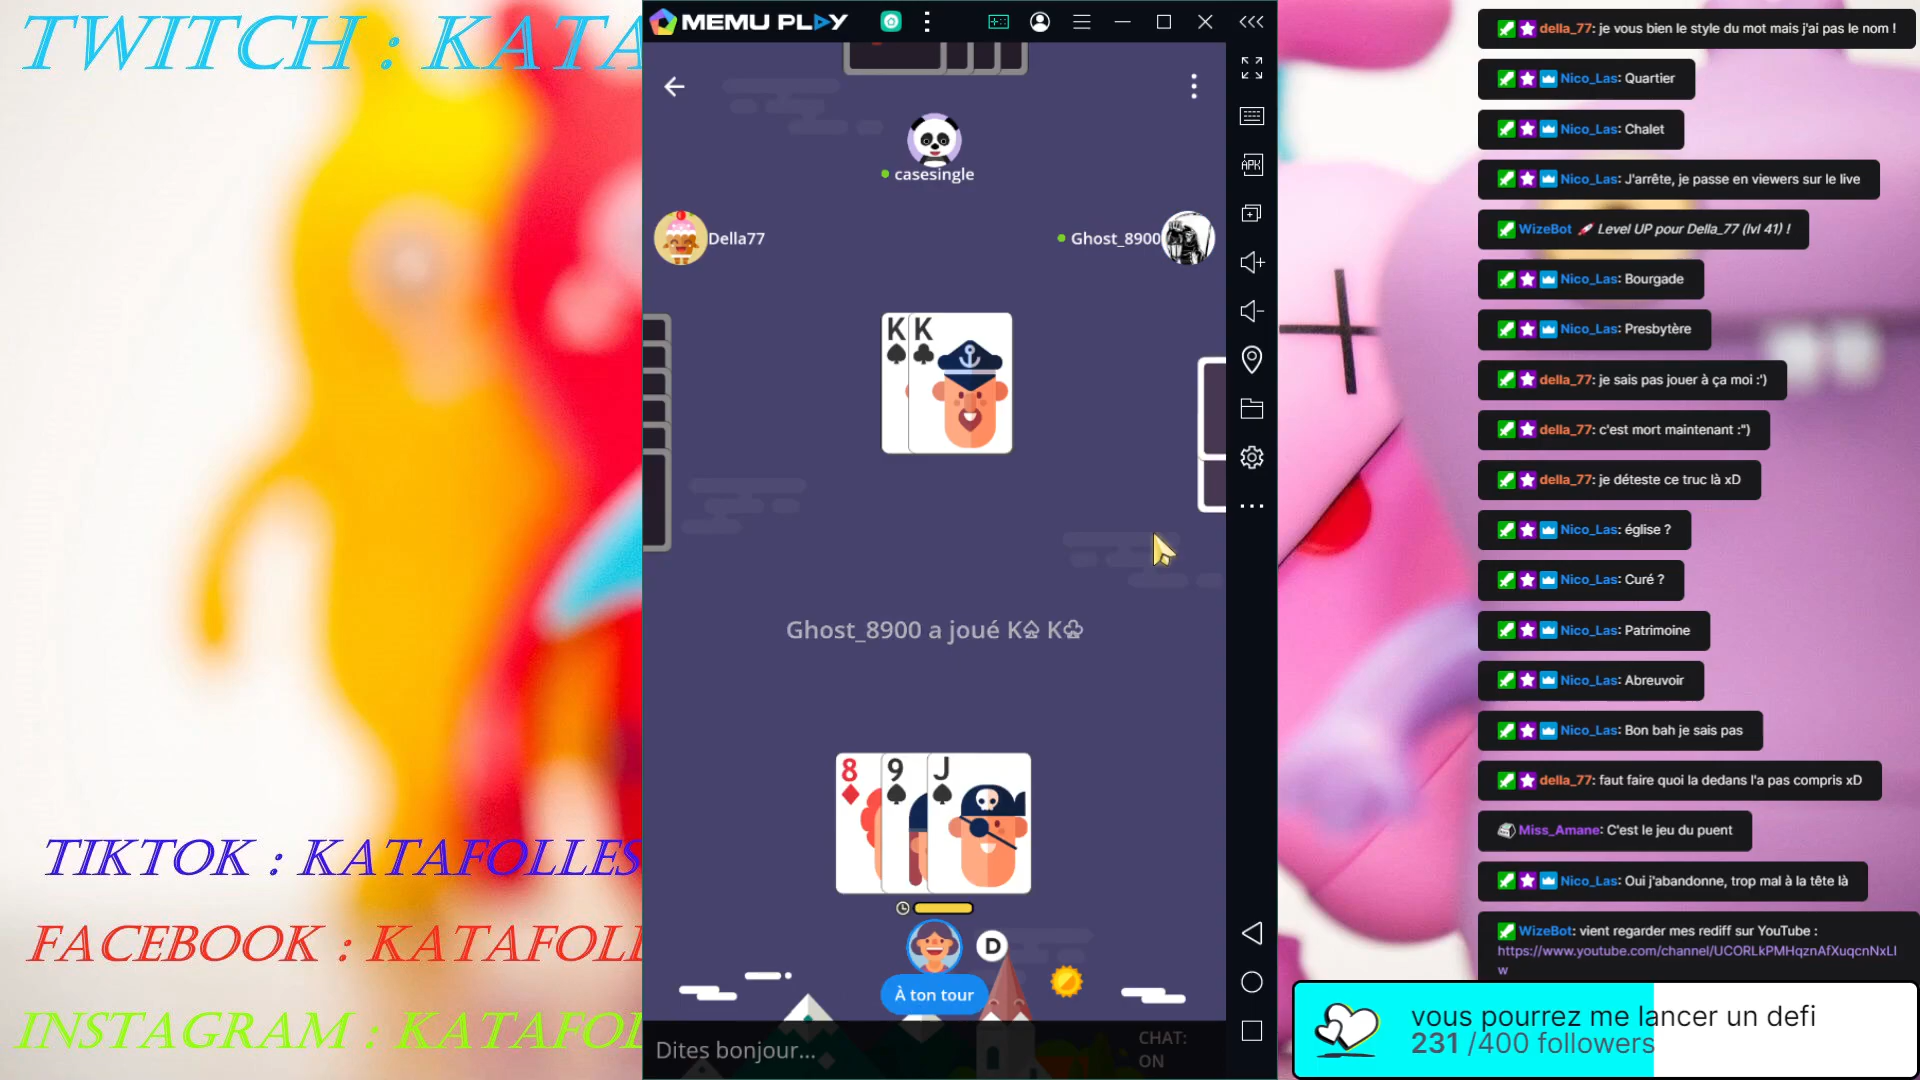 TWITCH : KATA
TIKTOK : KATAFOLLES
FACEBOOK : KATAFOLL
INSTAGRAM : KATAFOL
MEMU PLAY
casesingle
Della77
Ghost_8900
K K
Ghost_8900 a joué K♤ K♧
8 9 J
D
À ton tour
Dites bonjour...
CHAT:
ON
APK
della_77: je vous bien le style du mot mais j'ai pas le nom !
Nico_Las: Quartier
Nico_Las: Chalet
Nico_Las: J'arrête, je passe en viewers sur le live
WizeBot 🚀 Level UP pour Della_77 (lvl 41) !
Nico_Las: Bourgade
Nico_Las: Presbytère
della_77: je sais pas jouer à ça moi :')
della_77: c'est mort maintenant :")
della_77: je déteste ce truc là xD
Nico_Las: église ?
Nico_Las: Curé ?
Nico_Las: Patrimoine
Nico_Las: Abreuvoir
Nico_Las: Bon bah je sais pas
della_77: faut faire quoi la dedans l'a pas compris xD
Miss_Amane: C'est le jeu du puent
Nico_Las: Oui j'abandonne, trop mal à la tête là
WizeBot: vient regarder mes rediff sur YouTube :
https://www.youtube.com/channel/UCORLkPMHqznAfXuqcnNxLI
w
vous pourrez me lancer un defi
231 /400 followers